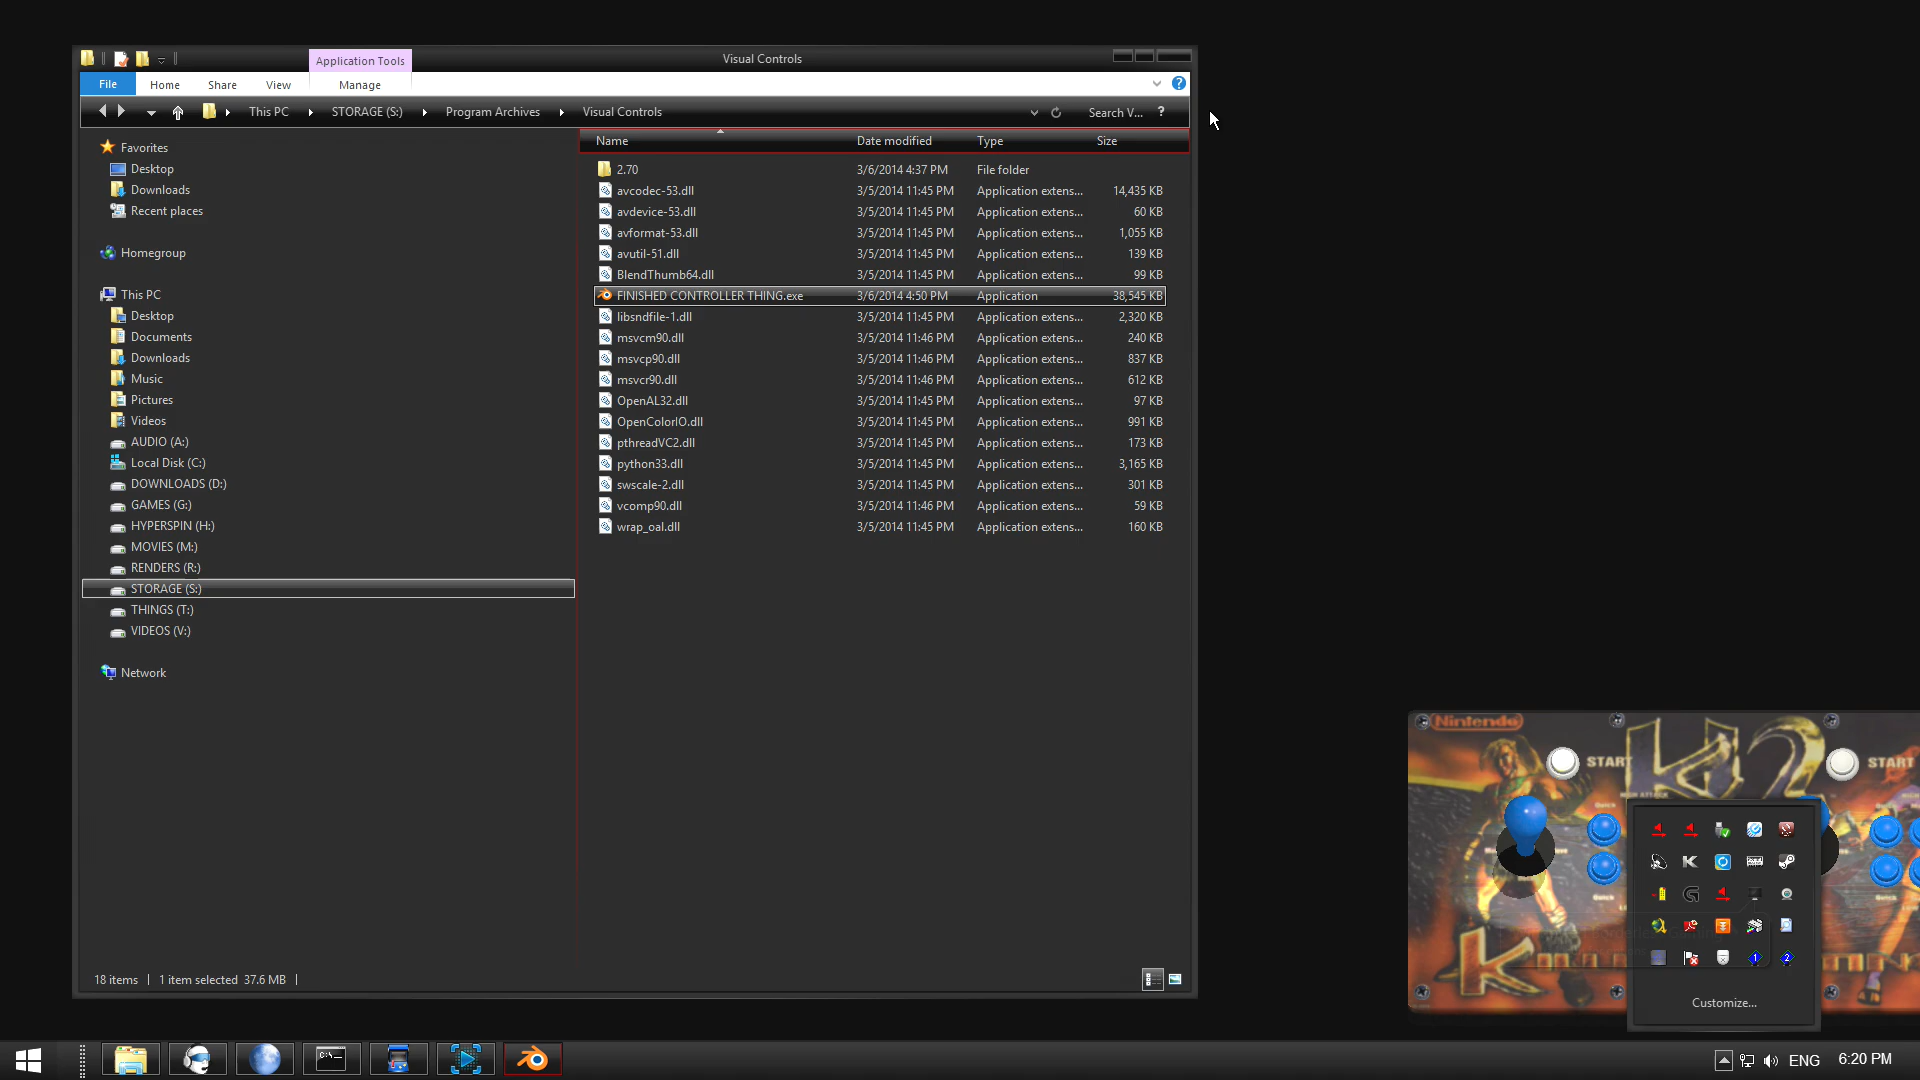 Application Tools
Visual Controls
File Home Share View Manage
This PC STORAGE (S:) Program Archives Visual Controls
Search V...
Name Date modified Type Size
2.70 3/6/2014 4:37 PM File folder
avcodec-53.dll 3/5/2014 11:45 PM Application extens... 14,435 KB
avdevice-53.dll 3/5/2014 11:45 PM Application extens... 60 KB
avformat-53.dll 3/5/2014 11:45 PM Application extens... 1,055 KB
avutil-51.dll 3/5/2014 11:45 PM Application extens... 139 KB
BlendThumb64.dll 3/5/2014 11:45 PM Application extens... 99 KB
FINISHED CONTROLLER THING.exe 3/6/2014 4:50 PM Application 38,545 KB
libsndfile-1.dll 3/5/2014 11:45 PM Application extens... 2,320 KB
msvcm90.dll 3/5/2014 11:46 PM Application extens... 240 KB
msvcp90.dll 3/5/2014 11:46 PM Application extens... 837 KB
msvcr90.dll 3/5/2014 11:46 PM Application extens... 612 KB
OpenAL32.dll 3/5/2014 11:45 PM Application extens... 97 KB
OpenColorIO.dll 3/5/2014 11:45 PM Application extens... 991 KB
pthreadVC2.dll 3/5/2014 11:45 PM Application extens... 173 KB
python33.dll 3/5/2014 11:45 PM Application extens... 3,165 KB
swscale-2.dll 3/5/2014 11:45 PM Application extens... 301 KB
vcomp90.dll 3/5/2014 11:46 PM Application extens... 59 KB
wrap_oal.dll 3/5/2014 11:45 PM Application extens... 160 KB
Favorites
Desktop
Downloads
Recent places
Homegroup
This PC
Desktop
Documents
Downloads
Music
Pictures
Videos
AUDIO (A:)
Local Disk (C:)
DOWNLOADS (D:)
GAMES (G:)
HYPERSPIN (H:)
MOVIES (M:)
RENDERS (R:)
STORAGE (S:)
THINGS (T:)
VIDEOS (V:)
Network
18 items 1 item selected 37.6 MB
Nintendo
START
START
Quick
Quick
Customize...
ENG 6:20 PM